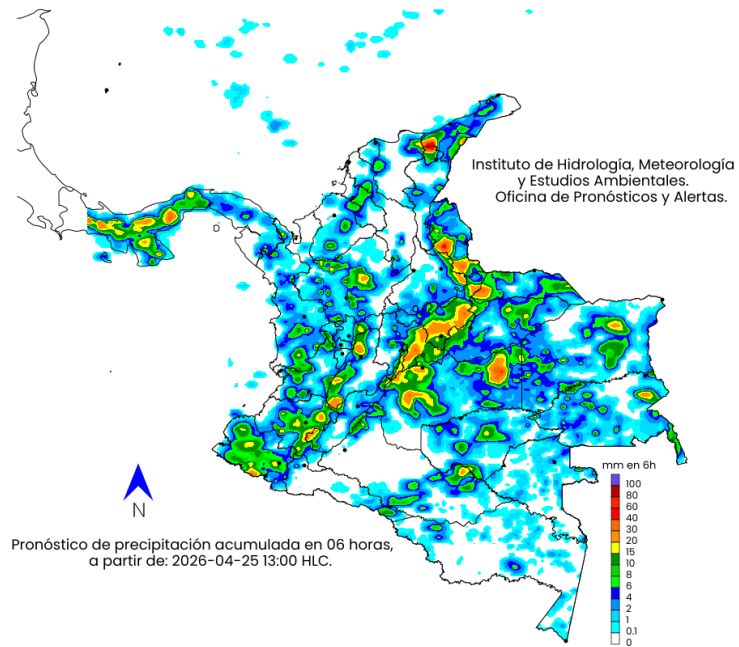 Instituto de Hidrología, Meteorología
y Estudios Ambientales.
Oficina de Pronósticos y Alertas.
mm en 6h
100
80
60
40
30
20
15
10
8
6
4
2
1
0.1
0
N
Pronóstico de precipitación acumulada en 06 horas,
a partir de: 2026-04-25 13:00 HLC.